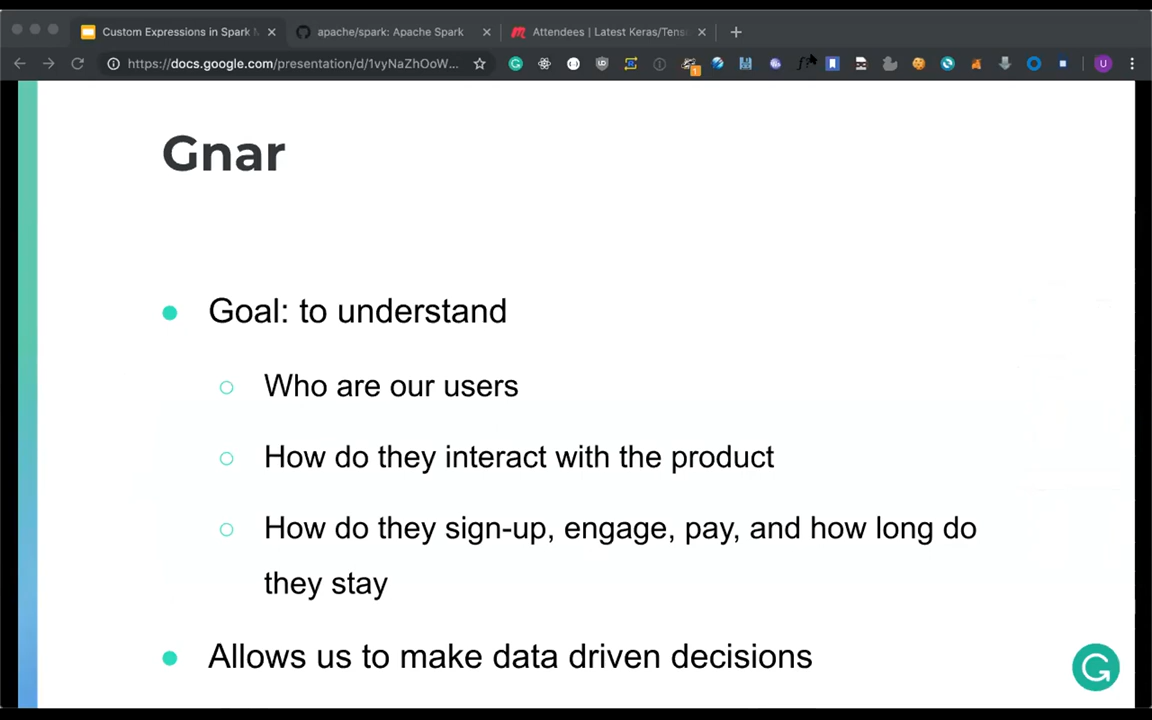 Custom Expressions in Spark
apache/spark: Apache Spark
Attendees | Latest Keras/Tens
https://docs.google.com/presentation/d/1vyNaZhOoW...
1
U
Gnar
Goal: to understand
Who are our users
How do they interact with the product
How do they sign-up, engage, pay, and how long do
they stay
Allows us to make data driven decisions